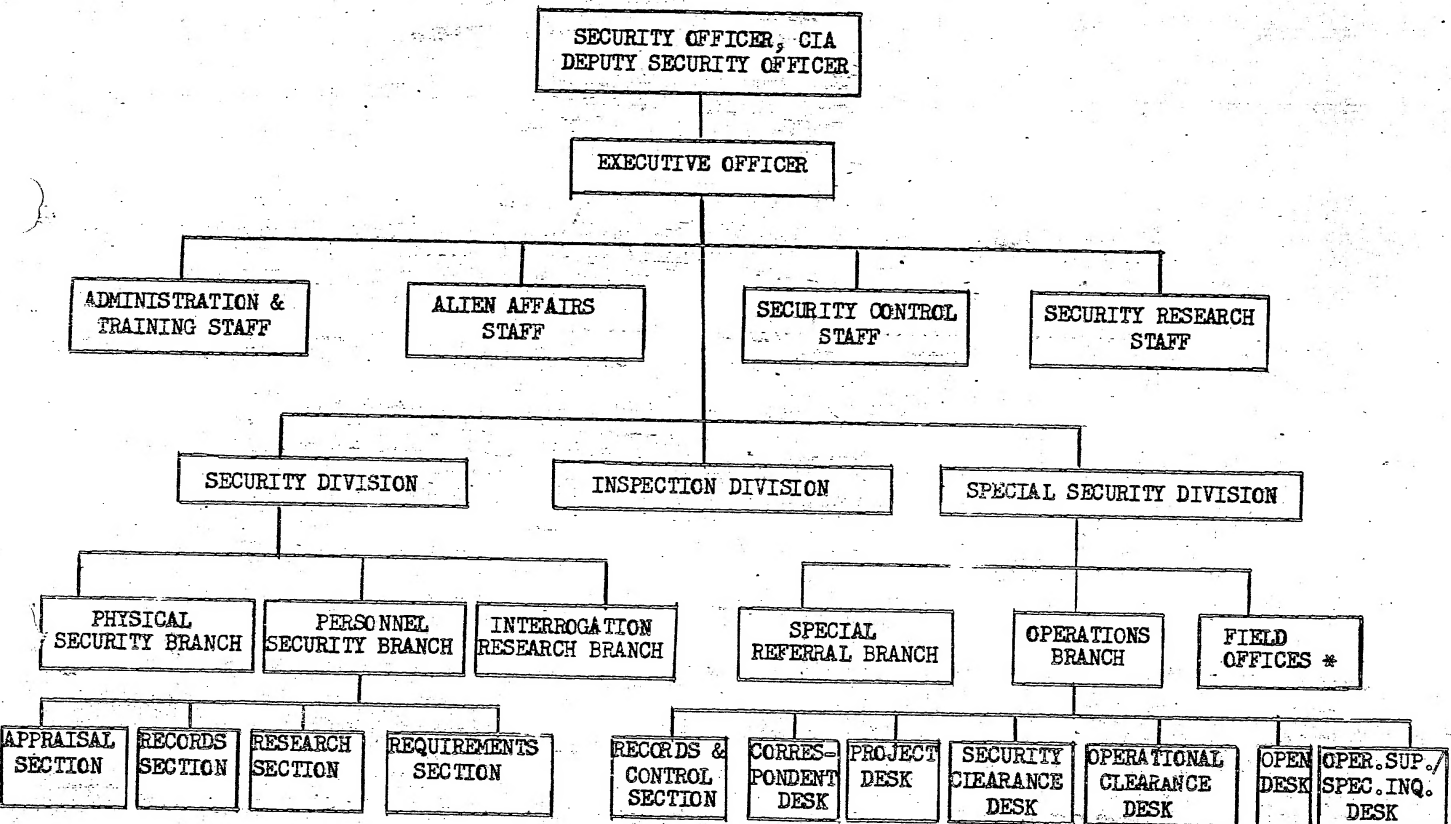 SECURITY OFFICER, CIA
DEPUTY SECURITY OFFICER
EXECUTIVE OFFICER
ADMINISTRATION &
TRAINING STAFF
ALIEN AFFAIRS
STAFF
SECURITY CONTROL
STAFF
SECURITY RESEARCH
STAFF
SECURITY DIVISION
INSPECTION DIVISION
SPECIAL SECURITY DIVISION
PHYSICAL
SECURITY BRANCH
PERSONNEL
SECURITY BRANCH
INTERROGATION
RESEARCH BRANCH
SPECIAL
REFERRAL BRANCH
OPERATIONS
BRANCH
FIELD
OFFICES *
APPRAISAL
SECTION
RECORDS
SECTION
RESEARCH
SECTION
REQUIREMENTS
SECTION
RECORDS &
CONTROL
SECTION
CORRES-
PONDENT
DESK
PROJECT
DESK
SECURITY
CLEARANCE
DESK
OPERATIONAL
CLEARANCE
DESK
OPEN
DESK
OPER.SUP./
SPEC.INQ.
DESK